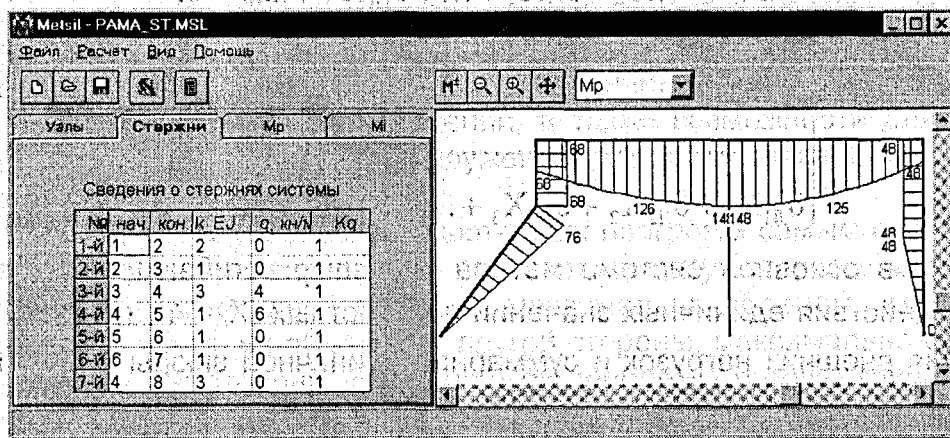 Metsil - PAMA_ST.MSL
Файл Расчет Вид Помощь
M± Mp
Узлы Стержни Мр Мi
Сведения о стержнях системы
№ нач. кон. k EJ q, кн/м Kq
1-й 1 2 2 0 1
2-й 2 3 1 0 1
3-й 3 4 3 4 1
4-й 4 5 1 6 1
5-й 5 6 1 0 1
6-й 6 7 1 0 1
7-й 4 8 3 0 1
68 48
68 48
68 126 148 125
76 48
48
0